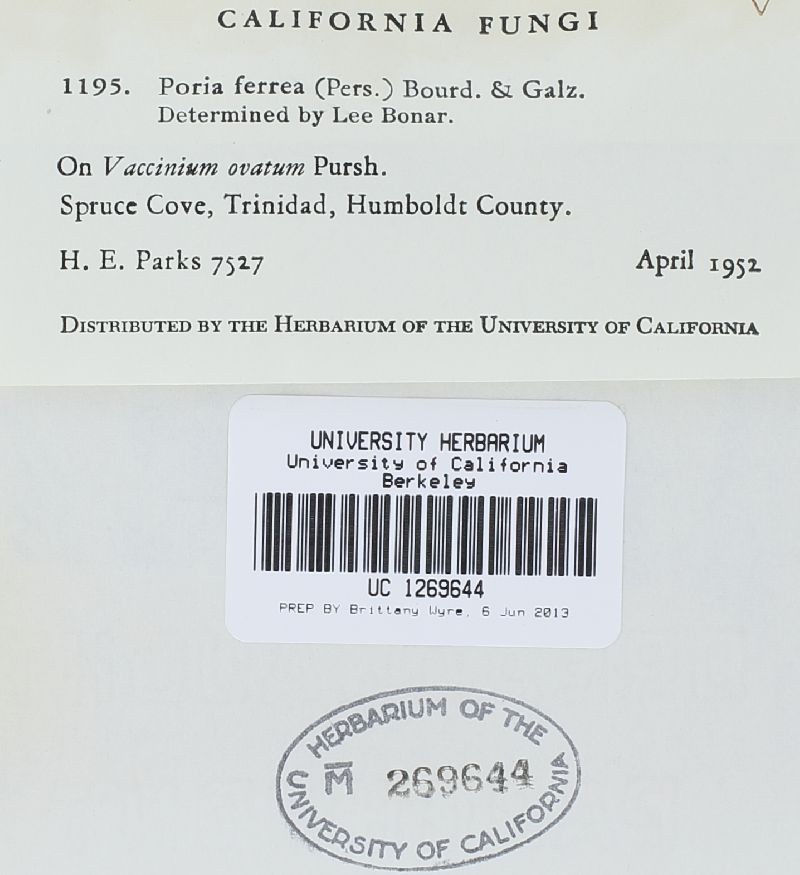 CALIFORNIA FUNGI
1195. Poria ferrea (Pers.) Bourd. & Galz.
Determined by Lee Bonar.
On Vaccinium ovatum Pursh.
Spruce Cove, Trinidad, Humboldt County.
H. E. Parks 7527 April 1952
DISTRIBUTED BY THE HERBARIUM OF THE UNIVERSITY OF CALIFORNIA
UNIVERSITY HERBARIUM
University of California
Berkeley
UC 1269644
PREP BY Brittany Wyre, 6 Jun 2013
HERBARIUM OF THE
M̅ 269644
UNIVERSITY OF CALIFORNIA